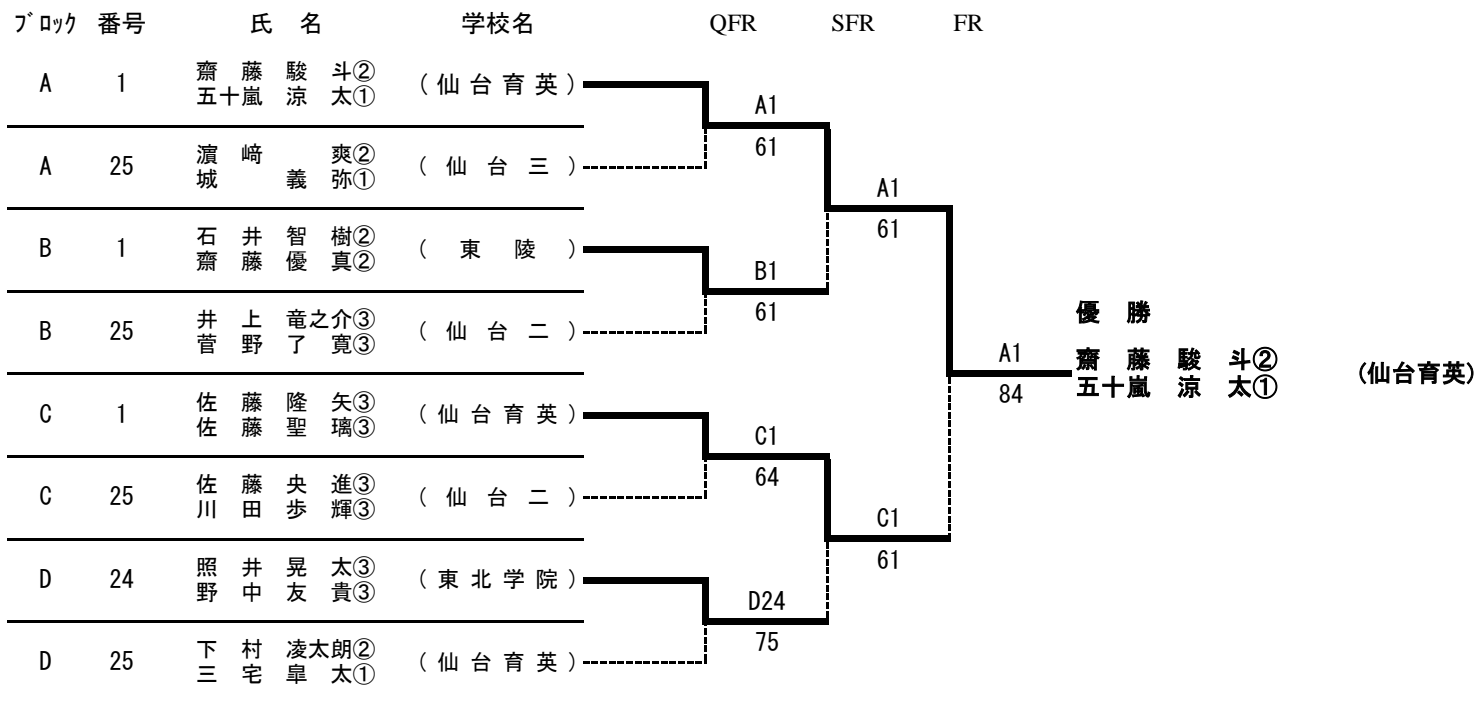 ブロック 番号 氏 名 学校名 QFR SFR FR
A 1 齋藤駿斗② (仙台育英)
五十嵐涼太①
A1
61
A 25 濵﨑爽② (仙台三)
城義弥①
A1
61
B 1 石井智樹② (東陵)
齋藤優真②
B1
61
B 25 井上竜之介③ (仙台二)
菅野了寛③
優勝
A1 齋藤駿斗② (仙台育英)
84 五十嵐涼太①
C 1 佐藤隆矢③ (仙台育英)
佐藤聖璃③
C1
64
C 25 佐藤央進③ (仙台二)
川田歩輝③
C1
61
D 24 照井晃太③ (東北学院)
野中友貴③
D24
75
D 25 下村凌太朗② (仙台育英)
三宅皐太①